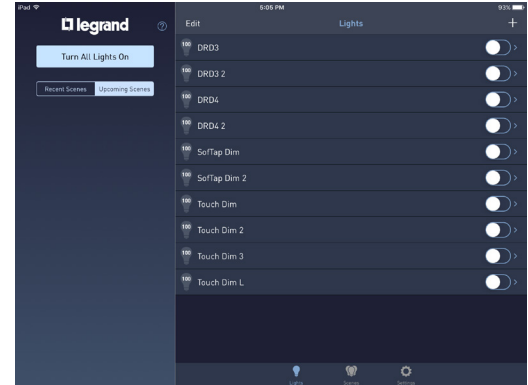 iPad
5:05 PM
93%
legrand
?
Edit
Lights
+
Turn All Lights On
Recent Scenes
Upcoming Scenes
100 DRD3
100 DRD3 2
100 DRD4
100 DRD4 2
100 SofTap Dim
100 SofTap Dim 2
100 Touch Dim
100 Touch Dim 2
100 Touch Dim 3
100 Touch Dim L
Lights
Scenes
Settings